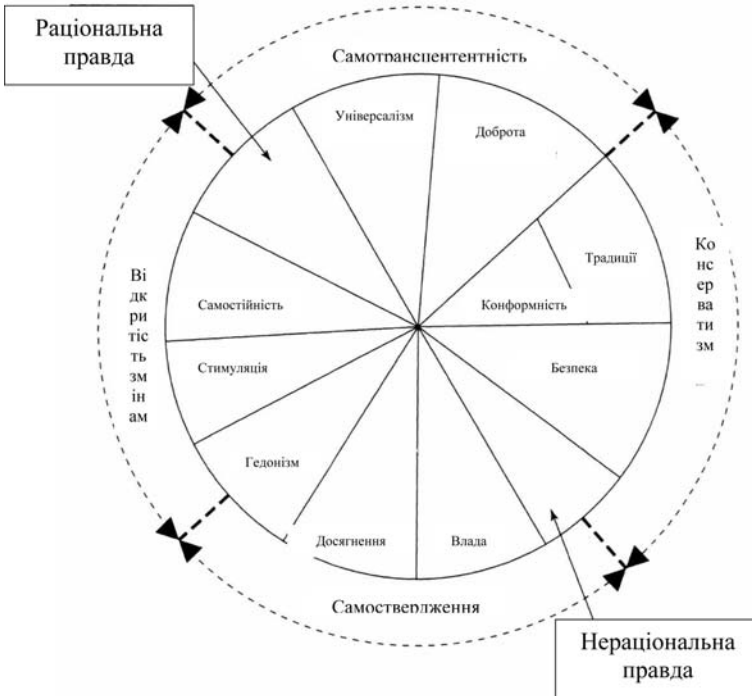 Раціональна
правда
Самотрансцентентність
Універсалізм
Доброта
Традиції
Ко
нс
ер
ва
ти
зм
Конформність
Ві
дк
ри
тіс
ть
зм
ін
ам
Самостійність
Стимуляція
Безпека
Гедонізм
Досягнення
Влада
Самоствердження
Нераціональна
правда